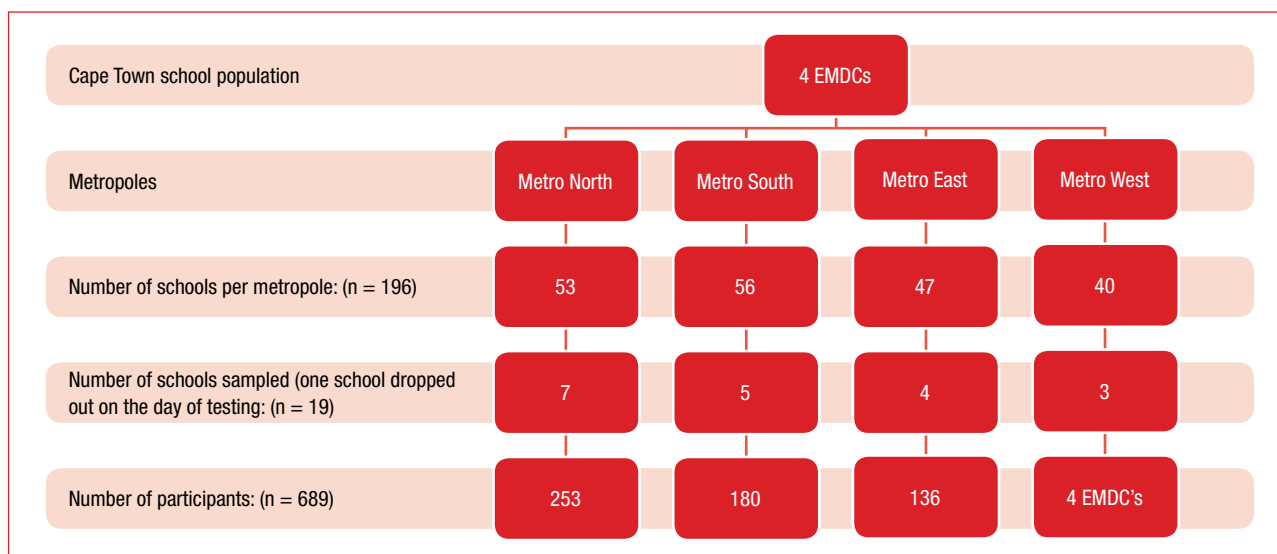 Cape Town school population
4 EMDCs
Metropoles
Metro North
Metro South
Metro East
Metro West
Number of schools per metropole: (n = 196)
53
56
47
40
Number of schools sampled (one school dropped
out on the day of testing: (n = 19)
7
5
4
3
Number of participants: (n = 689)
253
180
136
4 EMDC's